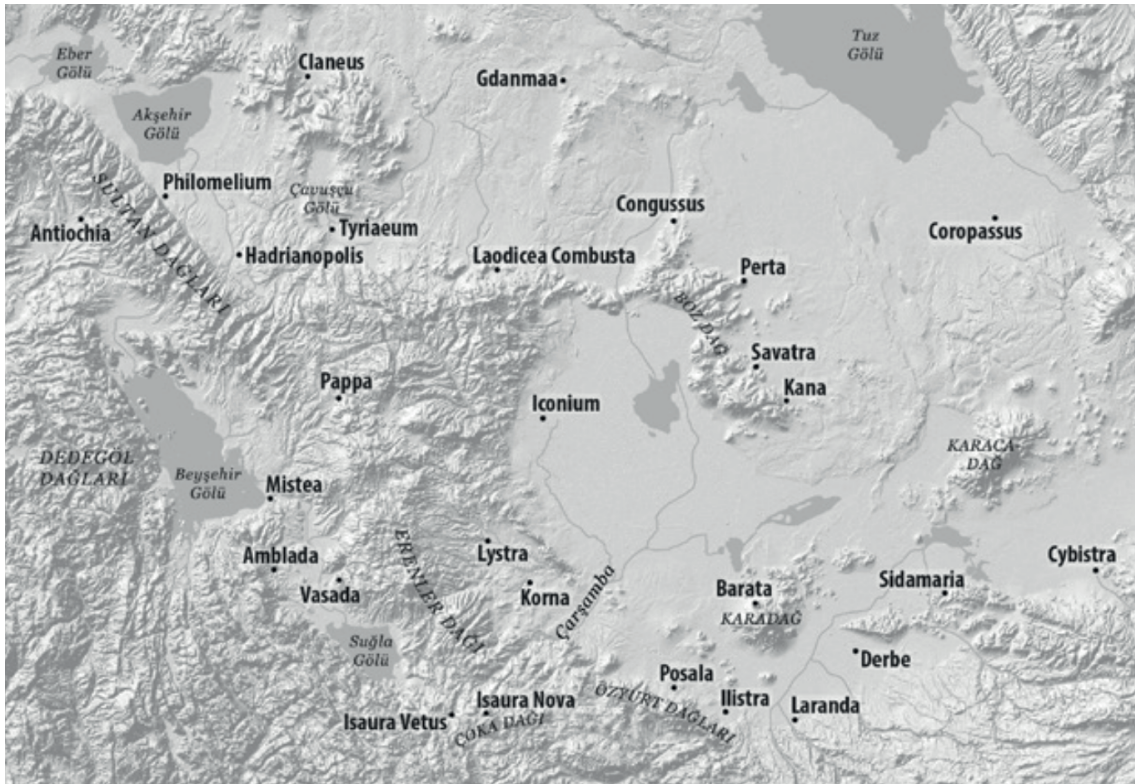 Eber
Gölü
Claneus
Gdanmaa
Tuz
Gölü
Akşehir
Gölü
SULTAN DAĞLARI
Philomelium
Çavuşçu
Gölü
Antiochia
Tyriaeum
Congussus
Coropassus
Hadrianopolis
Laodicea Combusta
Perta
BOZ DAĞ
Savatra
Pappa
Kana
Iconium
KARACA-
DAĞ
DEDEGÖL
DAĞLARI
Beyşehir
Gölü
Mistea
ERENLER DAĞI
Lystra
Amblada
Cybistra
Vasada
Korna
Çarşamba
Barata
Sidamaria
KARADAĞ
Suğla
Gölü
Derbe
Posala
ÖZYURT DAĞLARI
Isaura Nova
Ilistra
Laranda
Isaura Vetus
ÇOKA DAĞI